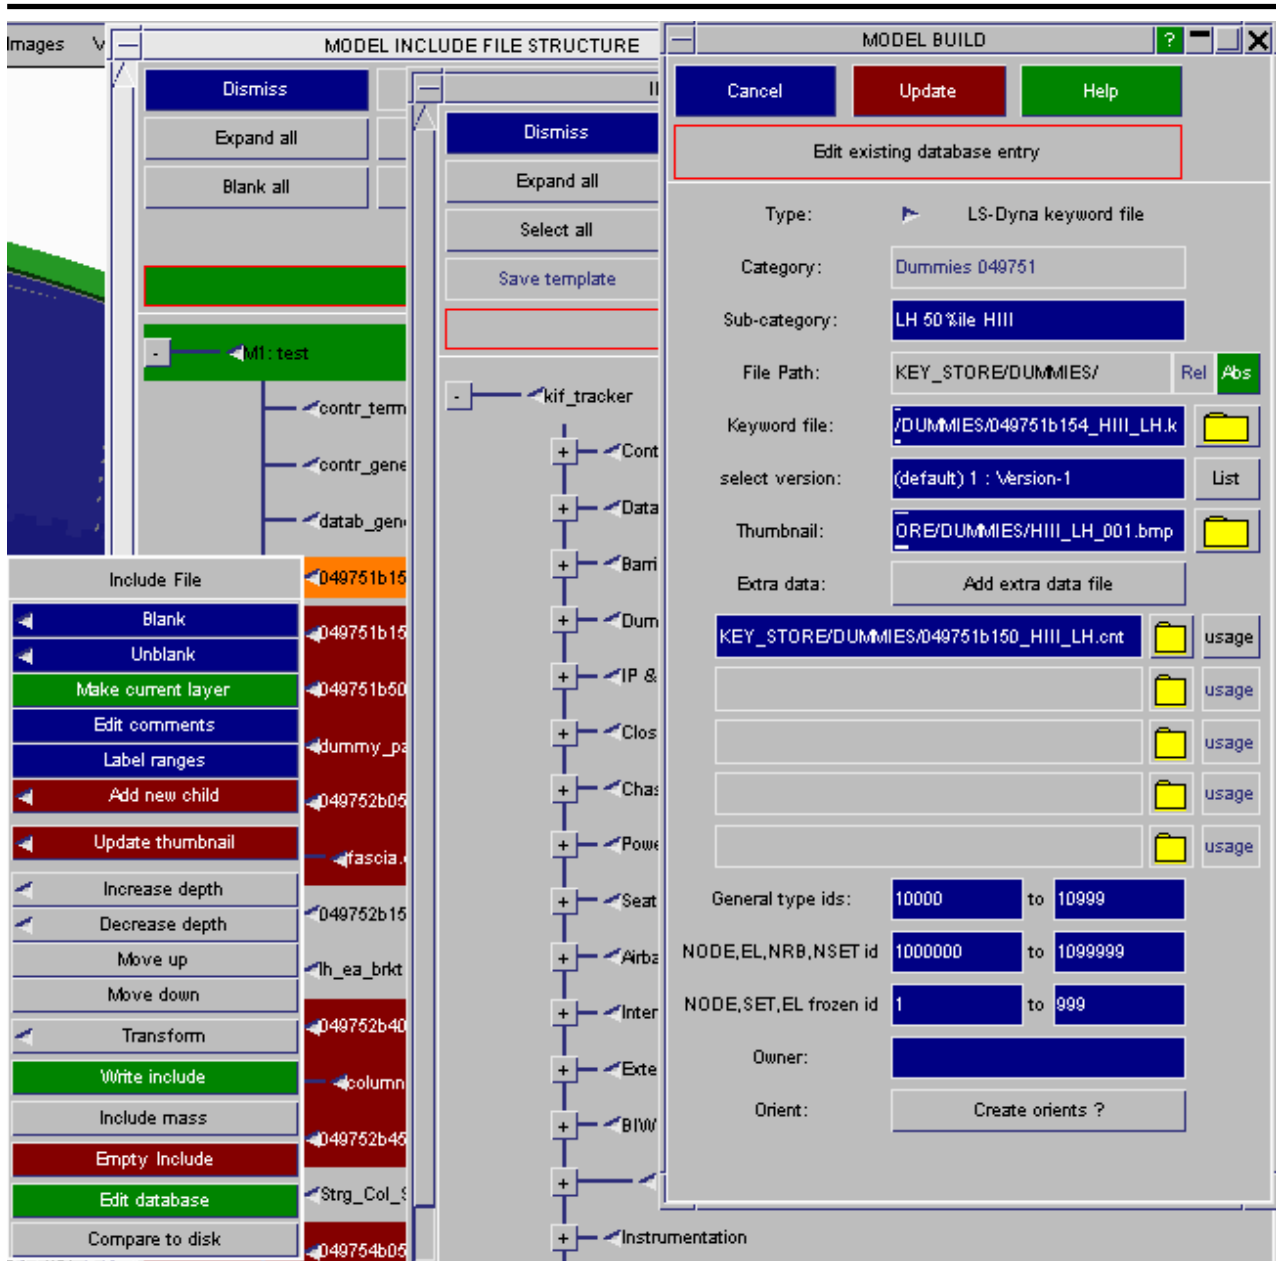 Images
MODEL INCLUDE FILE STRUCTURE
Dismiss
Expand all
Blank all
M1: test
contr_term
contr_gene
datab_gen
049751b15
049751b15
049751b50
dummy_pa
049752b05
fascia.
049752b15
lh_ea_brkt
049752b40
column
049752b45
Strg_Col_S
049754b05
Include File
Blank
Unblank
Make current layer
Edit comments
Label ranges
Add new child
Update thumbnail
Increase depth
Decrease depth
Move up
Move down
Transform
Write include
Include mass
Empty Include
Edit database
Compare to disk
Dismiss
Expand all
Select all
Save template
kif_tracker
Cont
Data
Barri
Dum
IP &
Clos
Chas
Powe
Seat
Airba
Inter
Exte
BIW
Instrumentation
MODEL BUILD
?
X
Cancel Update Help
Edit existing database entry
Type: LS-Dyna keyword file
Category: Dummies 049751
Sub-category: LH 50%ile HIII
File Path: KEY_STORE/DUMMIES/ Rel Abs
Keyword file: /DUMMIES/049751b154_HIII_LH.k
select version: (default) 1 : Version-1 List
Thumbnail: ORE/DUMMIES/HIII_LH_001.bmp
Extra data: Add extra data file
KEY_STORE/DUMMIES/049751b150_HIII_LH.cnt usage
usage
usage
usage
usage
General type ids: 10000 to 10999
NODE,EL,NRB,NSET id 1000000 to 1099999
NODE,SET,EL frozen id 1 to 999
Owner:
Orient: Create orients ?